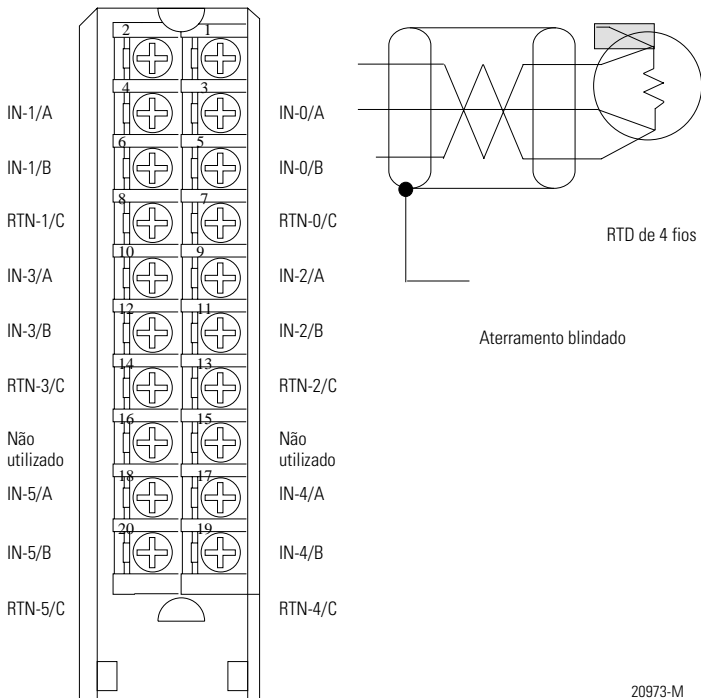 2 1
4 3
IN-1/A IN-0/A
6 5
IN-1/B IN-0/B
8 7
RTN-1/C RTN-0/C
RTD de 4 fios
10 9
IN-3/A IN-2/A
12 11
IN-3/B IN-2/B
Aterramento blindado
14 13
RTN-3/C RTN-2/C
16 15
Não Não
utilizado utilizado
18 17
IN-5/A IN-4/A
20 19
IN-5/B IN-4/B
RTN-5/C RTN-4/C
20973-M